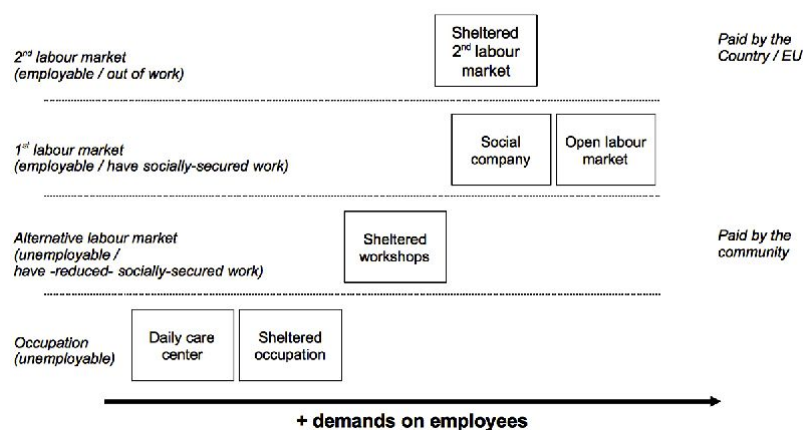 2nd labour market
(employable / out of work)
Sheltered
2nd labour
market
Paid by the
Country / EU
1st labour market
(employable / have socially-secured work)
Social
company
Open labour
market
Alternative labour market
(unemployable /
have -reduced- socially-secured work)
Sheltered
workshops
Paid by the
community
Occupation
(unemployable)
Daily care
center
Sheltered
occupation
+ demands on employees